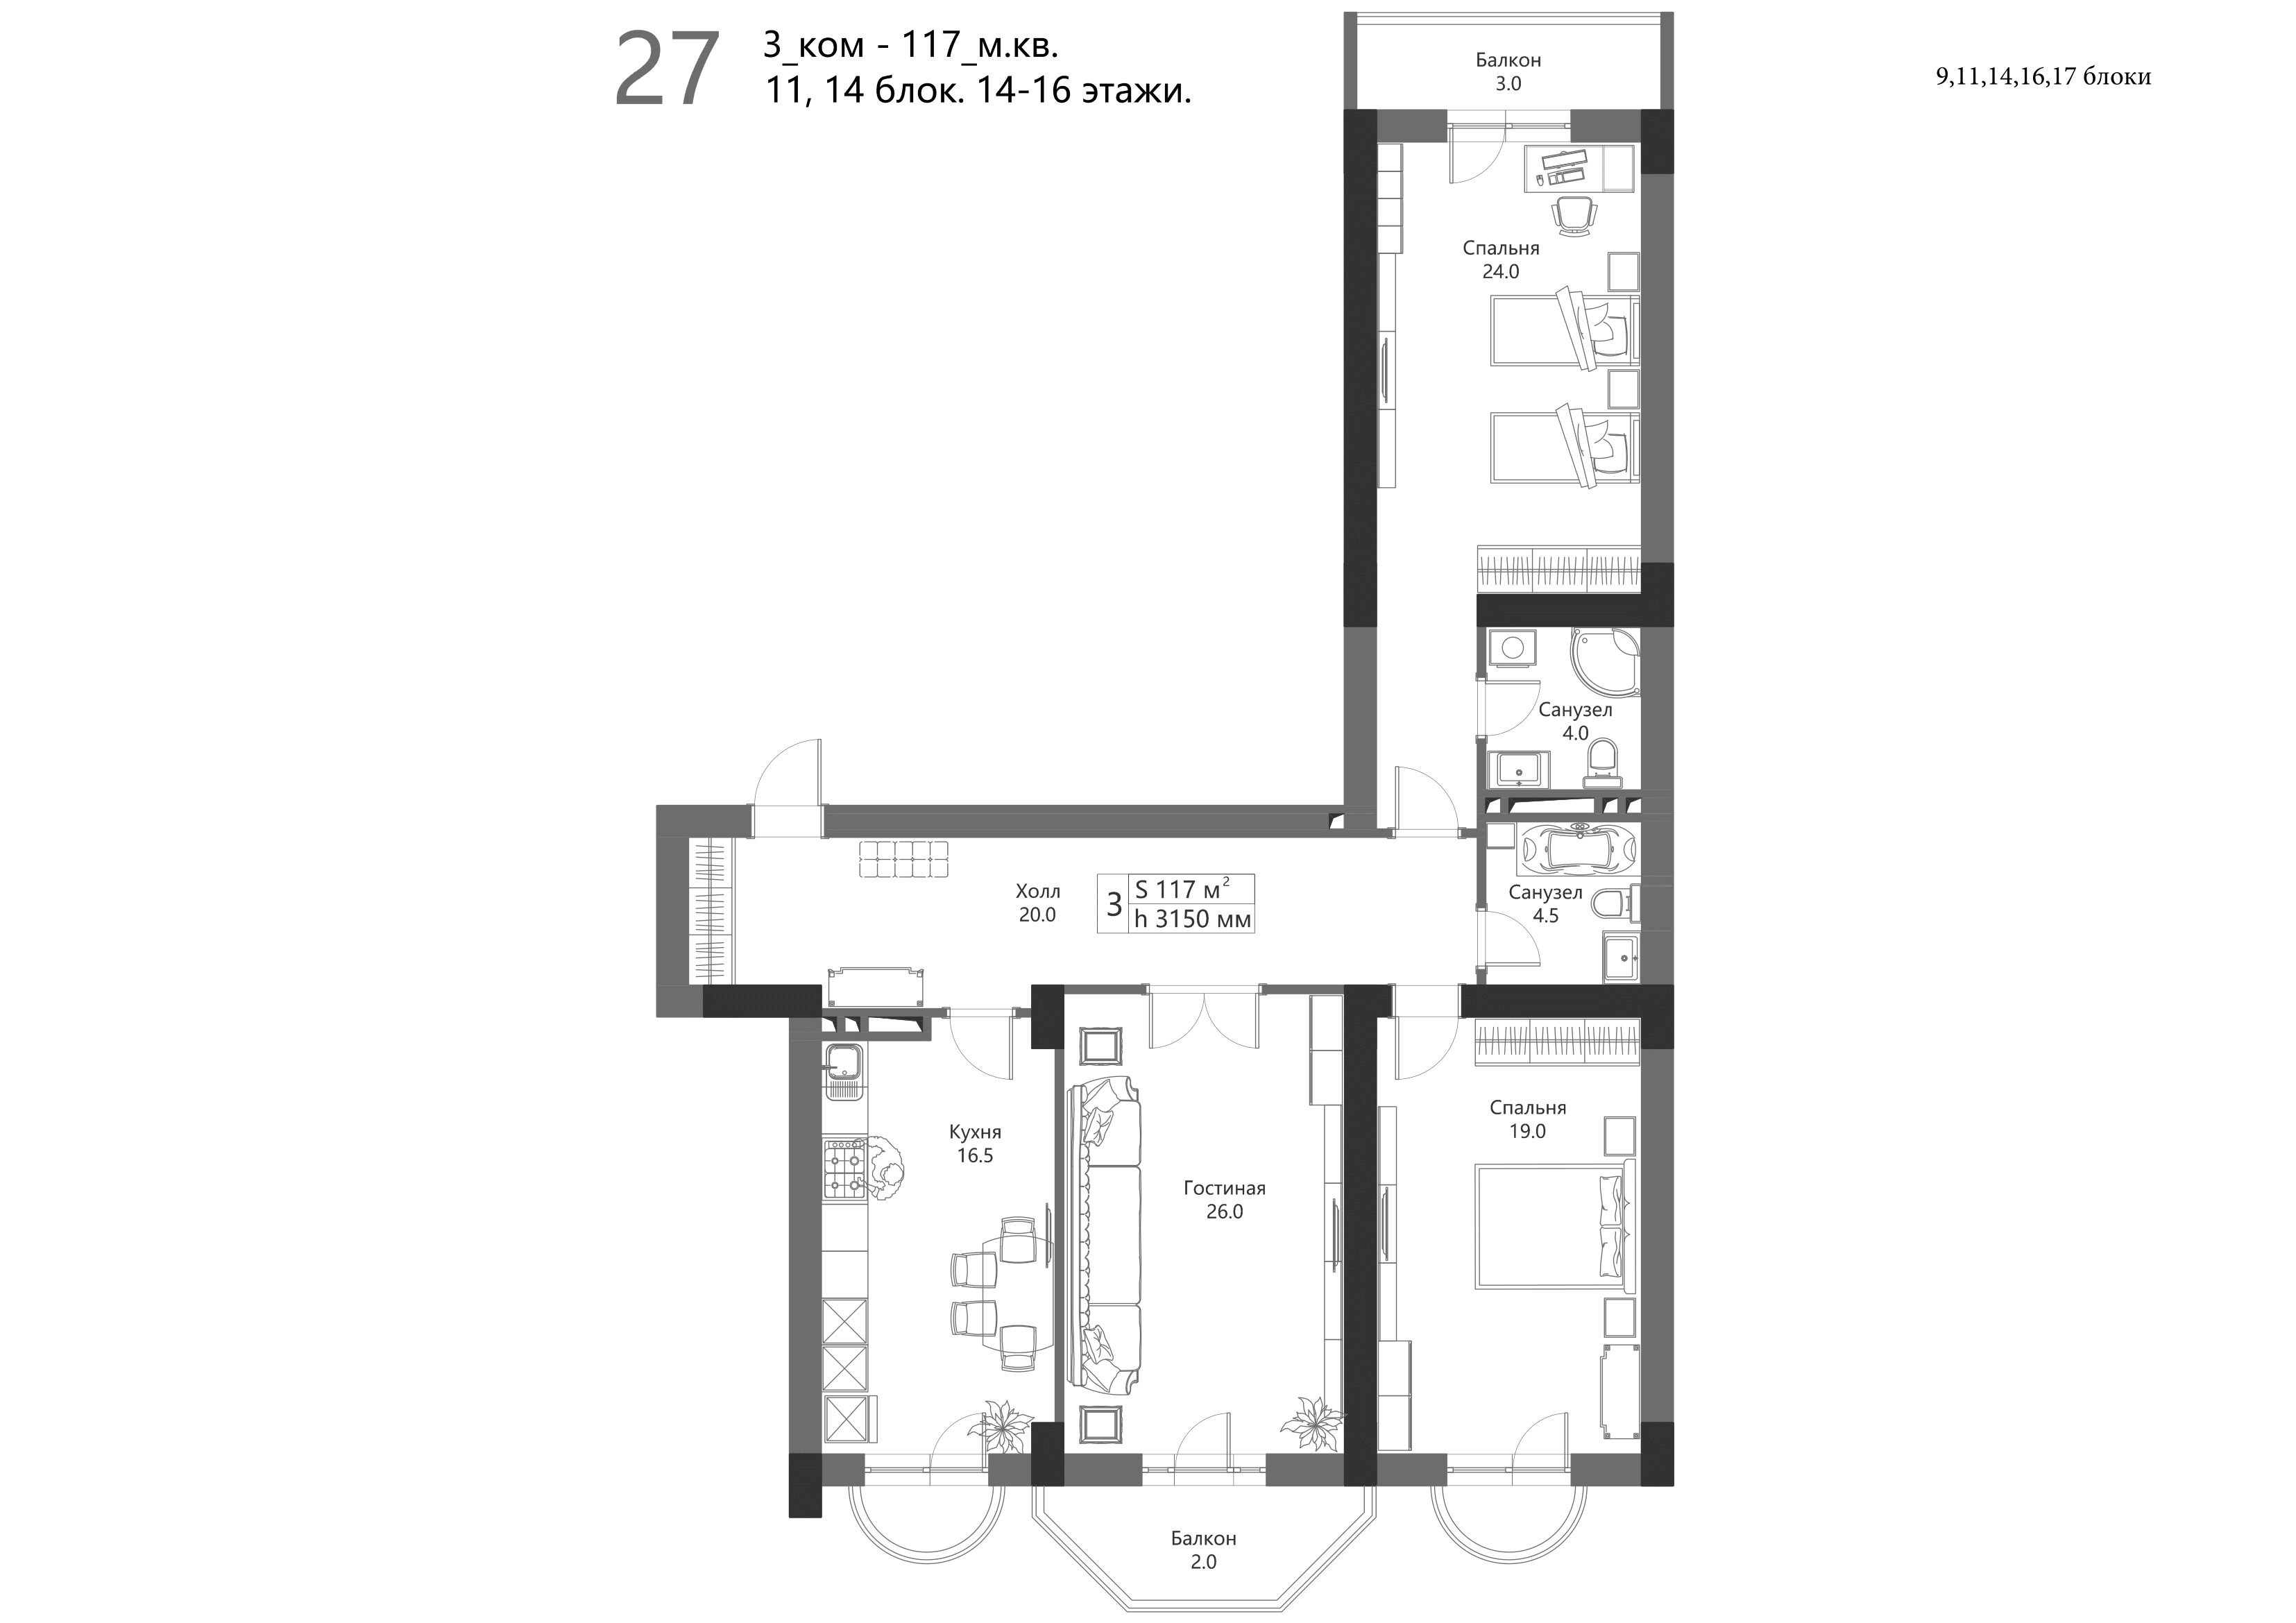 27
3_ком - 117_м.кв.
11, 14 блок. 14-16 этажи.
9,11,14,16,17 блоки
Балкон
3.0
Спальня
24.0
Санузел
4.0
Санузел
4.5
Холл
20.0
3
S 117 м²
h 3150 мм
Кухня
16.5
Гостиная
26.0
Спальня
19.0
Балкон
2.0